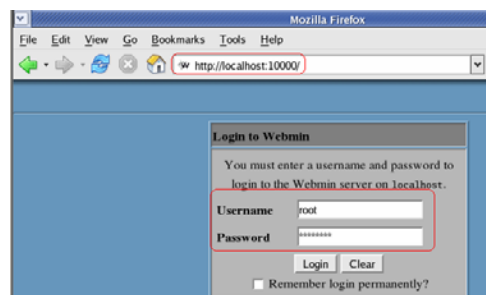 Mozilla Firefox
File Edit View Go Bookmarks Tools Help
http://localhost:10000/
Login to Webmin
You must enter a username and password to
login to the Webmin server on localhost.
Username root
Password ********
Login Clear
Remember login permanently?